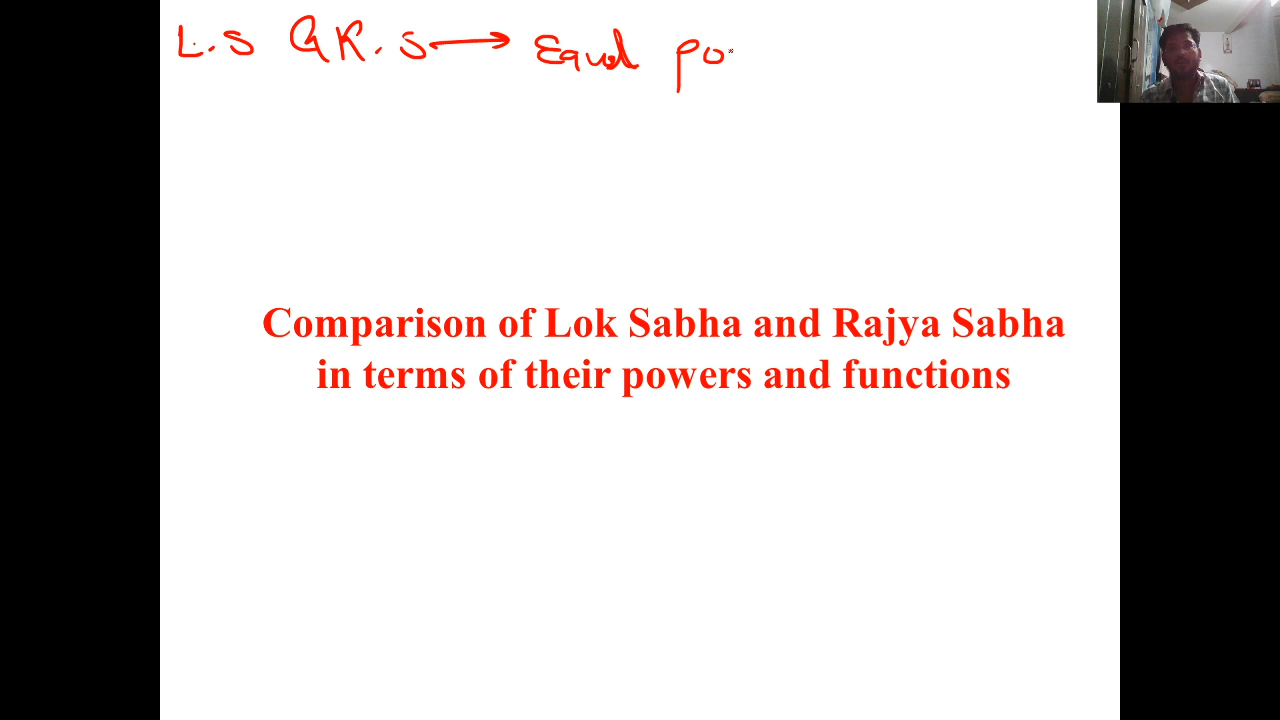 L.S & R.S → Equal po
Comparison of Lok Sabha and Rajya Sabha
in terms of their powers and functions